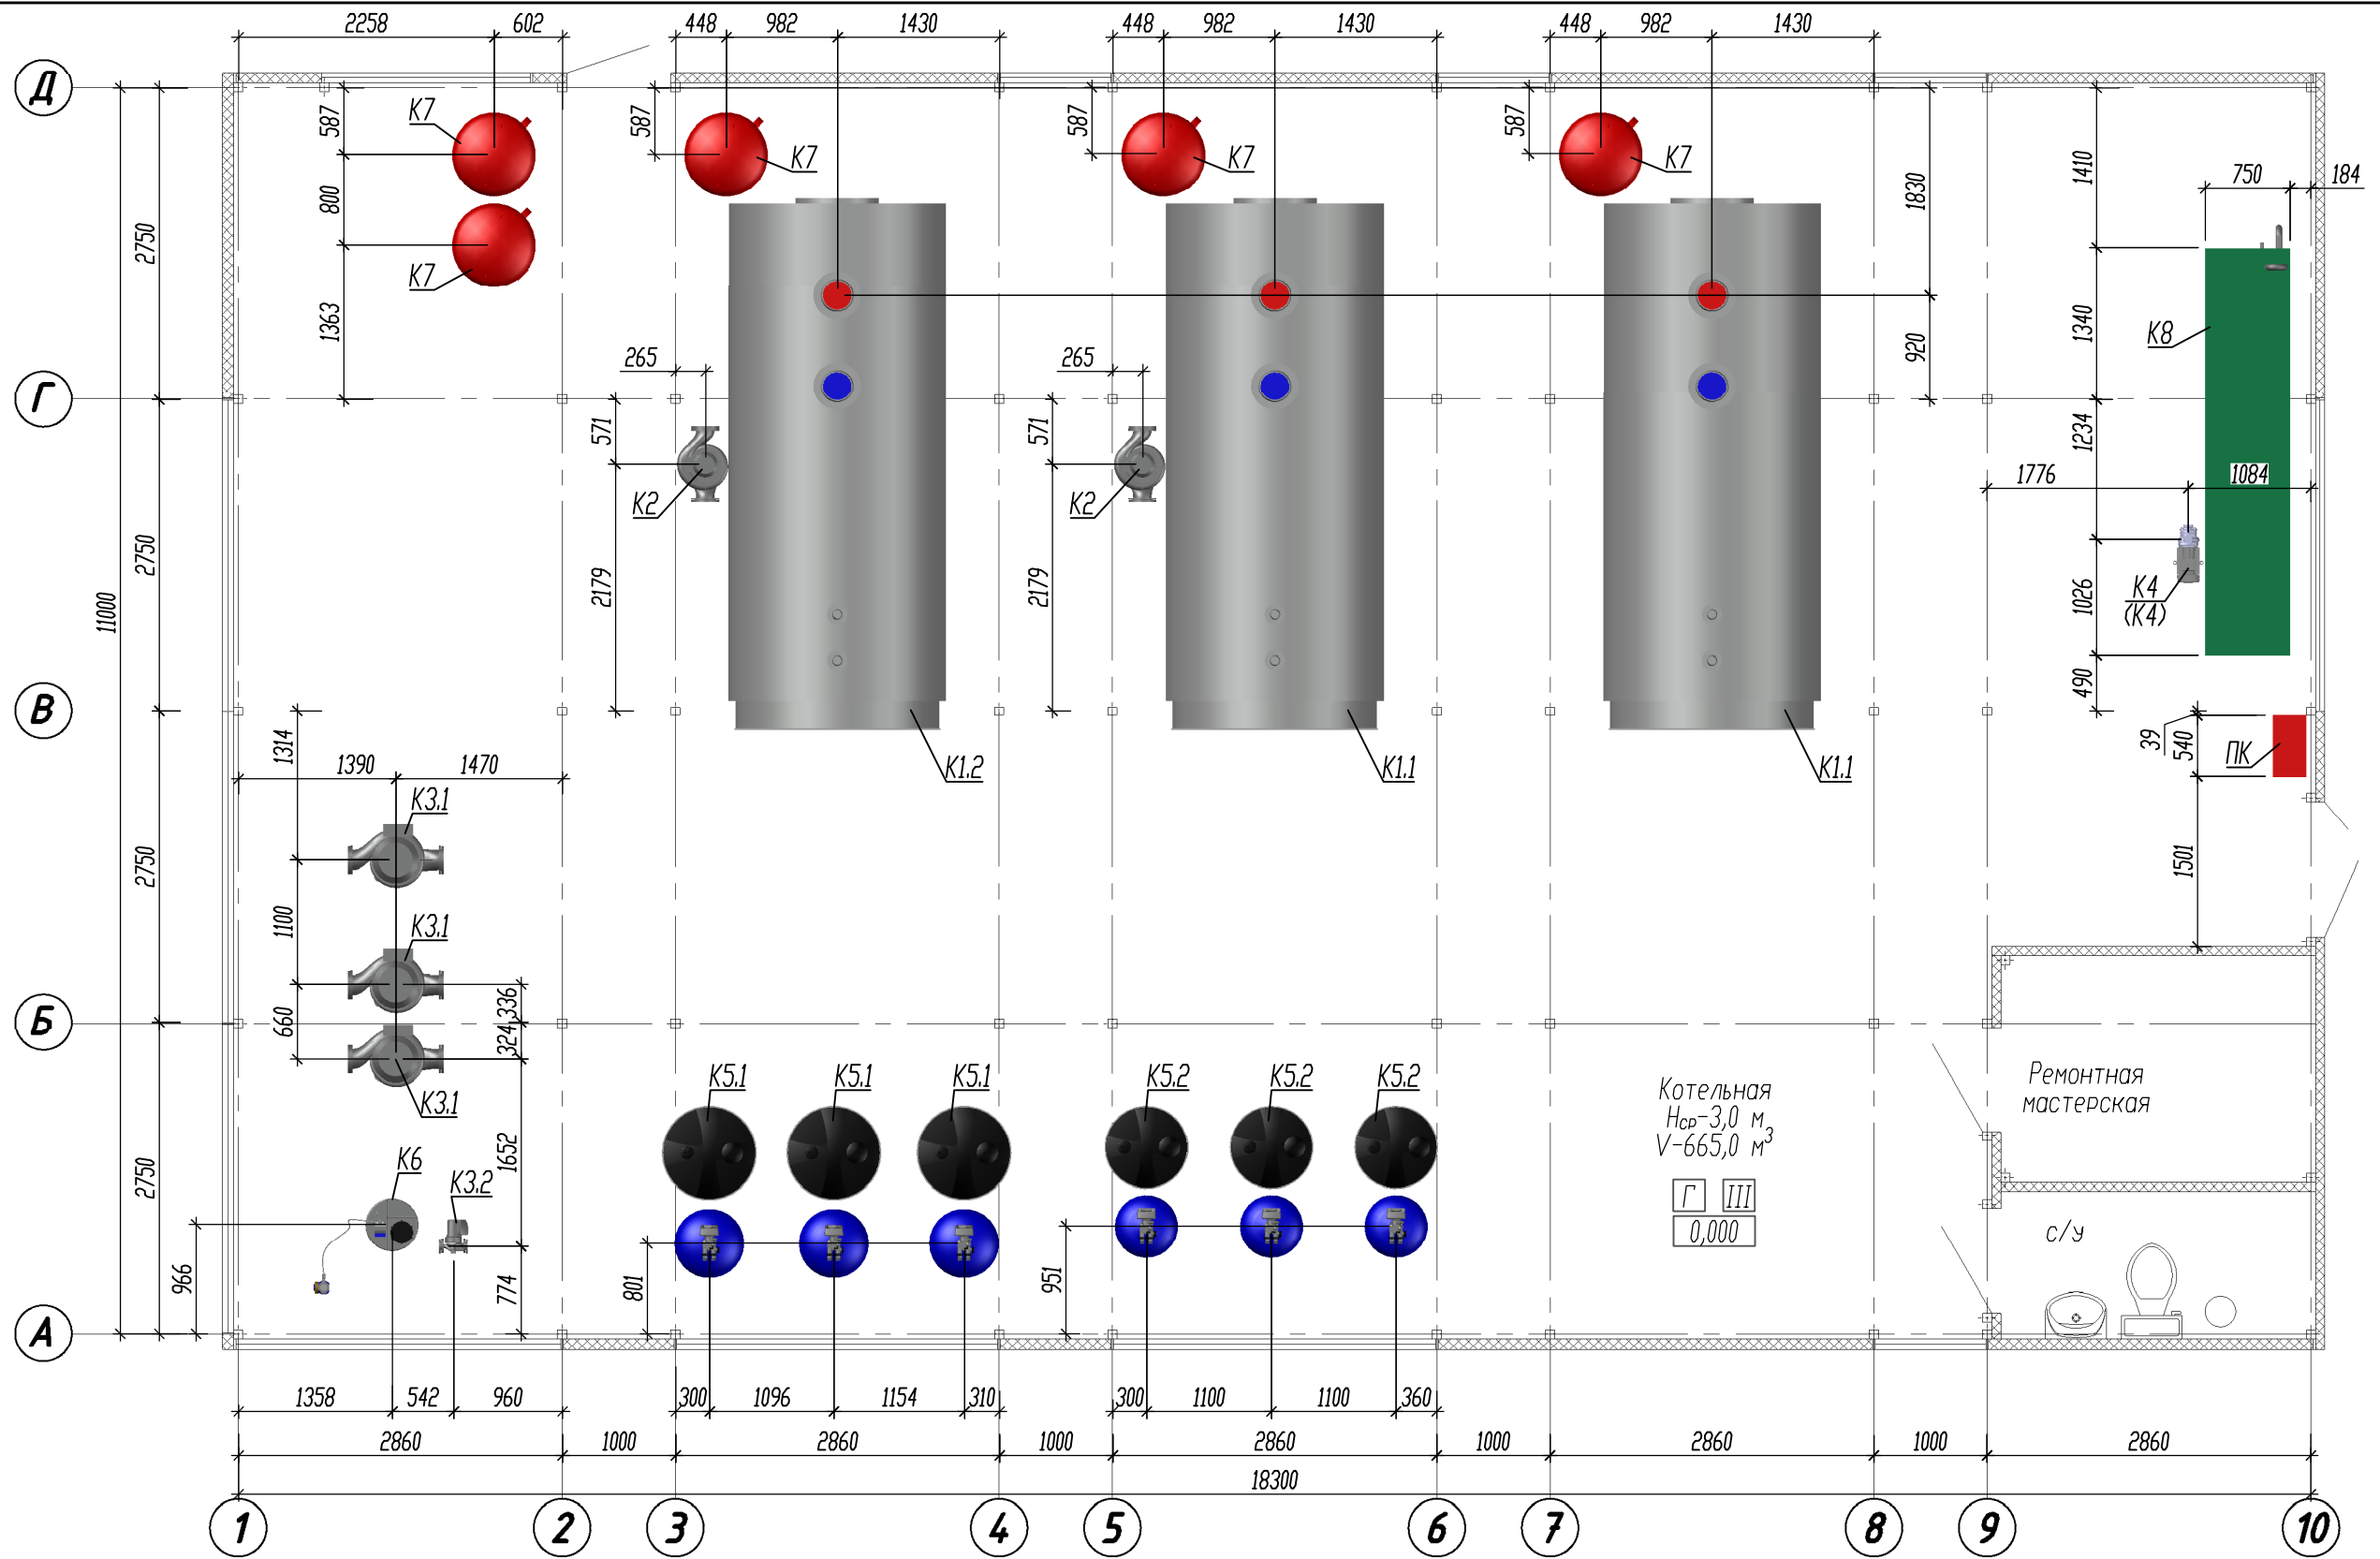 2258
602
448
982
1430
448
982
1430
448
982
1430
Д
587
К7
587
К7
587
К7
587
К7
1410
750
184
800
2750
1830
К7
1363
1340
К8
920
265
265
Г
571
571
1234
1776
1084
К2
К2
2750
2179
2179
1026
К4
(К4)
11000
490
В
1314
39
540
ПК
1390
1470
К1.2
К1.1
К1.1
К3.1
2750
1501
1100
К3.1
336
Б
660
324
К3.1
К5.1
К5.1
К5.1
К5.2
К5.2
К5.2
Котельная
Нср-3,0 м
V-665,0 м³
Ремонтная
мастерская
2750
1652
К6
К3.2
Г
III
0,000
с/у
966
774
801
951
А
1358
542
960
300
1096
1154
310
300
1100
1100
360
2860
1000
2860
1000
2860
1000
2860
1000
2860
18300
1
2
3
4
5
6
7
8
9
10